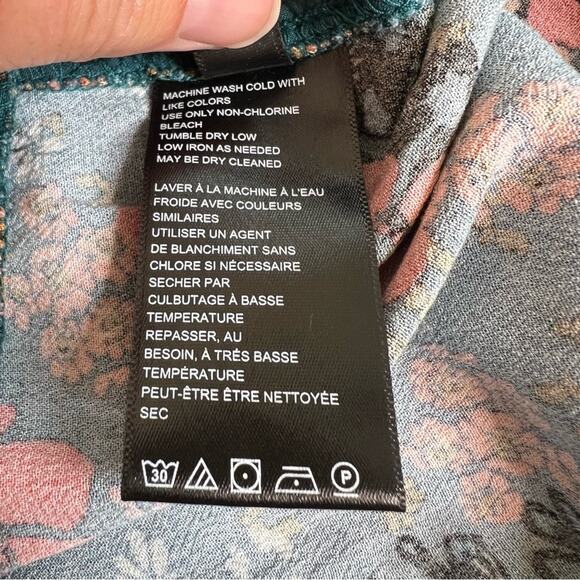 MACHINE WASH COLD WITH
LIKE COLORS
USE ONLY NON-CHLORINE
BLEACH
TUMBLE DRY LOW
LOW IRON AS NEEDED
MAY BE DRY CLEANED
LAVER À LA MACHINE À L'EAU
FROIDE AVEC COULEURS
SIMILAIRES
UTILISER UN AGENT
DE BLANCHIMENT SANS
CHLORE SI NÉCESSAIRE
SECHER PAR
CULBUTAGE À BASSE
TEMPERATURE
REPASSER, AU
BESOIN, À TRÉS BASSE
TEMPÉRATURE
PEUT-ÊTRE ÊTRE NETTOYÉE
SEC
30 P